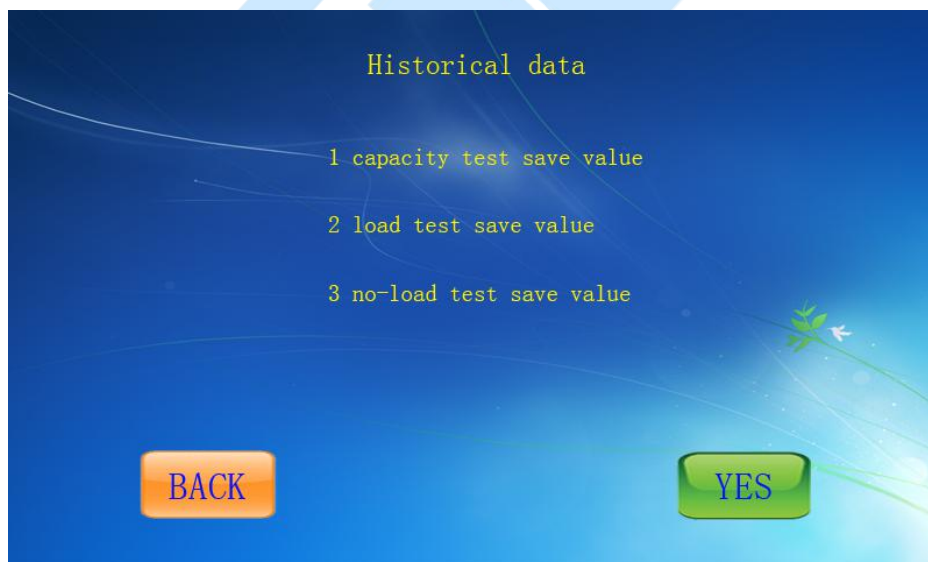 Historical data
1 capacity test save value
2 load test save value
3 no-load test save value
BACK
YES